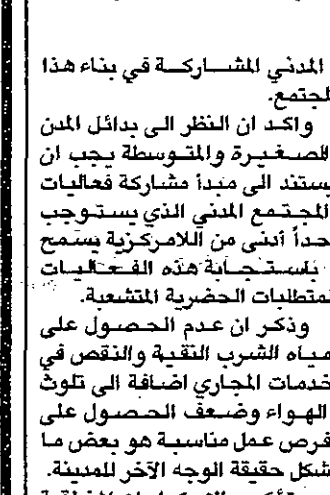 المدني المشاركة في بناء هذا
المجتمع.
واكد ان النظر الى بدائل المدن
الصغيرة والمتوسطة يجب ان
يستند الى مبدأ مشاركة فعاليات
المجتمع المدني الذي يستوجب
حداً أدنى من اللامركزية يسمح
باستجابة هذه الفعاليات
لمتطلبات الحضرية المتشعبة.
وذكر ان عدم الحصول على
مياه الشرب النقية والنقص في
خدمات المجاري اضافة الى تلوث
الهواء وضعف الحصول على
فرص عمل مناسبة هو بعض ما
يشكل حقيقة الوجه الآخر للمدينة.